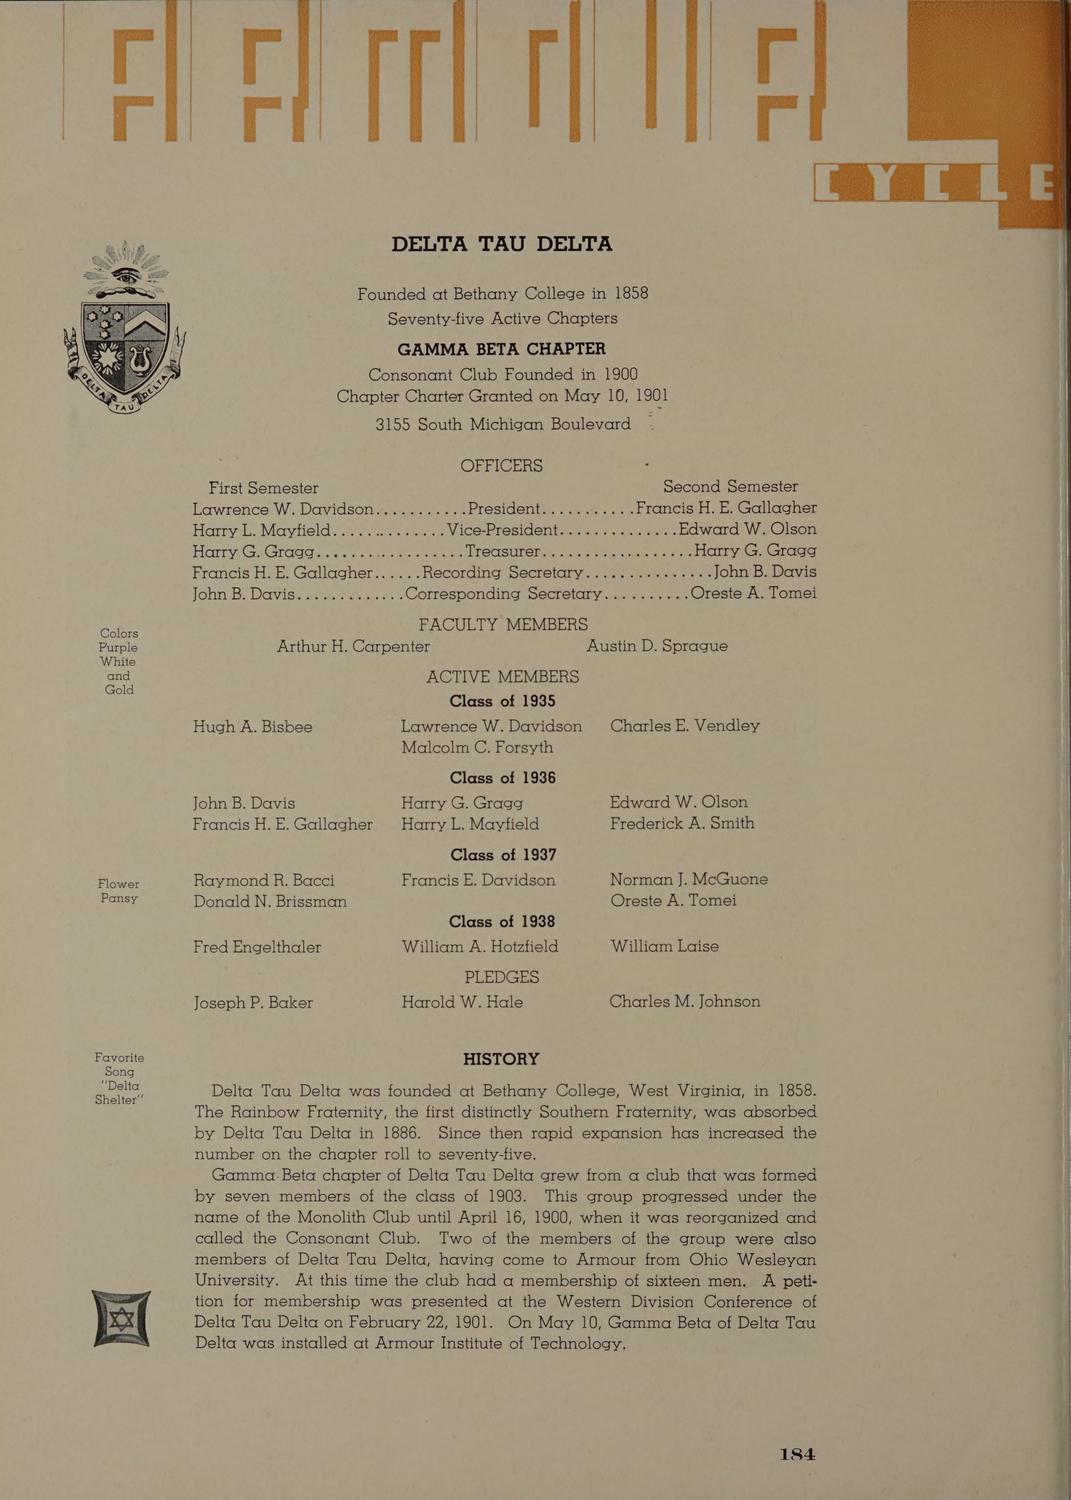 CYCLE
DELTA TAU DELTA
Founded at Bethany College in 1858
Seventy-five Active Chapters
GAMMA BETA CHAPTER
Consonant Club Founded in 1900
Chapter Charter Granted on May 10, 1901
3155 South Michigan Boulevard
DELTA TAU DELTA
OFFICERS
First Semester Second Semester
Lawrence W. Davidson...........President...........Francis H. E. Gallagher
Harry L. Mayfield..............Vice-President..............Edward W. Olson
Harry G. Gragg..................Treasurer..................Harry G. Gragg
Francis H. E. Gallagher......Recording Secretary...............John B. Davis
John B. Davis.............Corresponding Secretary..........Oreste A. Tomei
FACULTY MEMBERS
Arthur H. Carpenter Austin D. Sprague
Colors
Purple
White
and
Gold
ACTIVE MEMBERS
Class of 1935
Hugh A. Bisbee Lawrence W. Davidson Charles E. Vendley
Malcolm C. Forsyth
Class of 1936
John B. Davis Harry G. Gragg Edward W. Olson
Francis H. E. Gallagher Harry L. Mayfield Frederick A. Smith
Class of 1937
Raymond R. Bacci Francis E. Davidson Norman J. McGuone
Donald N. Brissman Oreste A. Tomei
Flower
Pansy
Class of 1938
Fred Engelthaler William A. Hotzfield William Laise
PLEDGES
Joseph P. Baker Harold W. Hale Charles M. Johnson
Favorite
Song
"Delta
Shelter"
HISTORY
Delta Tau Delta was founded at Bethany College, West Virginia, in 1858.
The Rainbow Fraternity, the first distinctly Southern Fraternity, was absorbed
by Delta Tau Delta in 1886. Since then rapid expansion has increased the
number on the chapter roll to seventy-five.
Gamma Beta chapter of Delta Tau Delta grew from a club that was formed
by seven members of the class of 1903. This group progressed under the
name of the Monolith Club until April 16, 1900, when it was reorganized and
called the Consonant Club. Two of the members of the group were also
members of Delta Tau Delta, having come to Armour from Ohio Wesleyan
University. At this time the club had a membership of sixteen men. A peti-
tion for membership was presented at the Western Division Conference of
Delta Tau Delta on February 22, 1901. On May 10, Gamma Beta of Delta Tau
Delta was installed at Armour Institute of Technology.
184